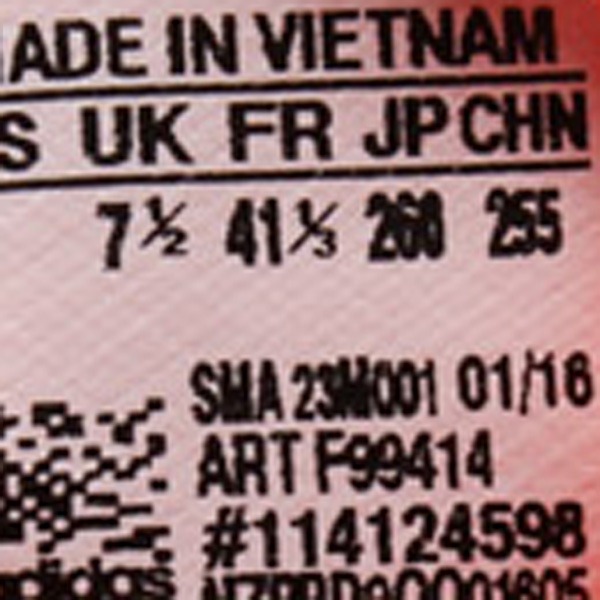 MADE IN VIETNAM
S UK FR JP CHN
7½ 41⅓ 260 255
SMA 23M001 01/16
ART F99414
#114124598
adidas